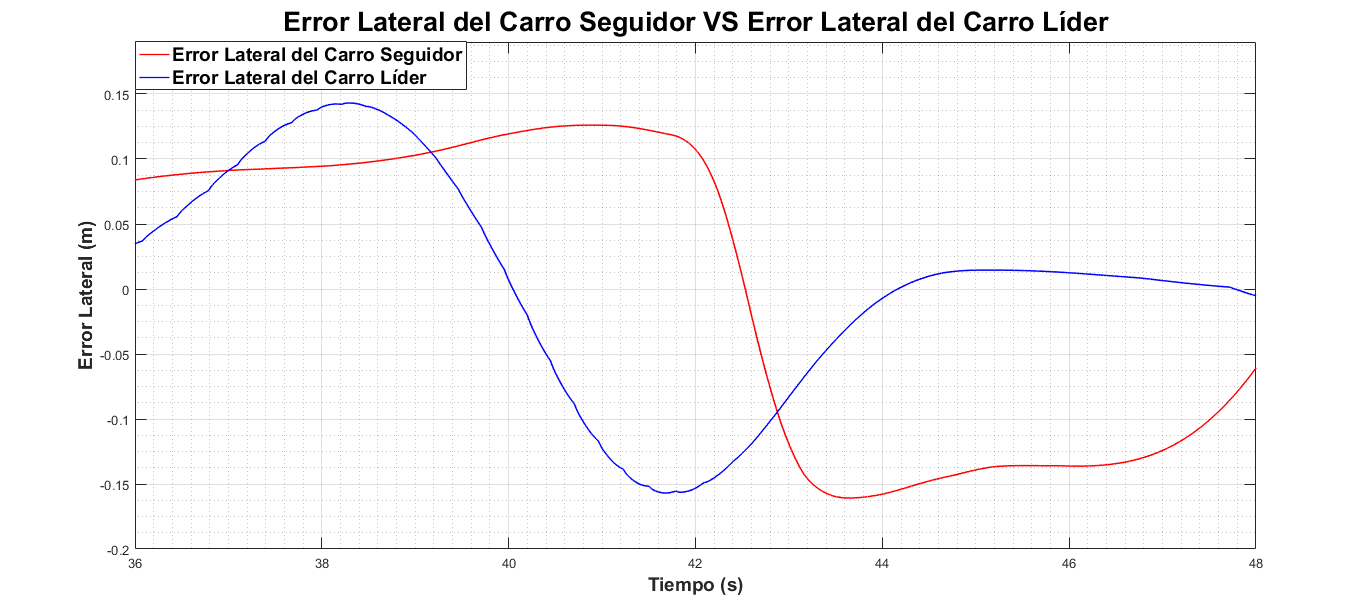 Error Lateral del Carro Seguidor VS Error Lateral del Carro Líder
Error Lateral del Carro Seguidor
Error Lateral del Carro Líder
0.15
0.1
0.05
0
-0.05
-0.1
-0.15
-0.2
Error Lateral (m)
36 38 40 42 44 46 48
Tiempo (s)